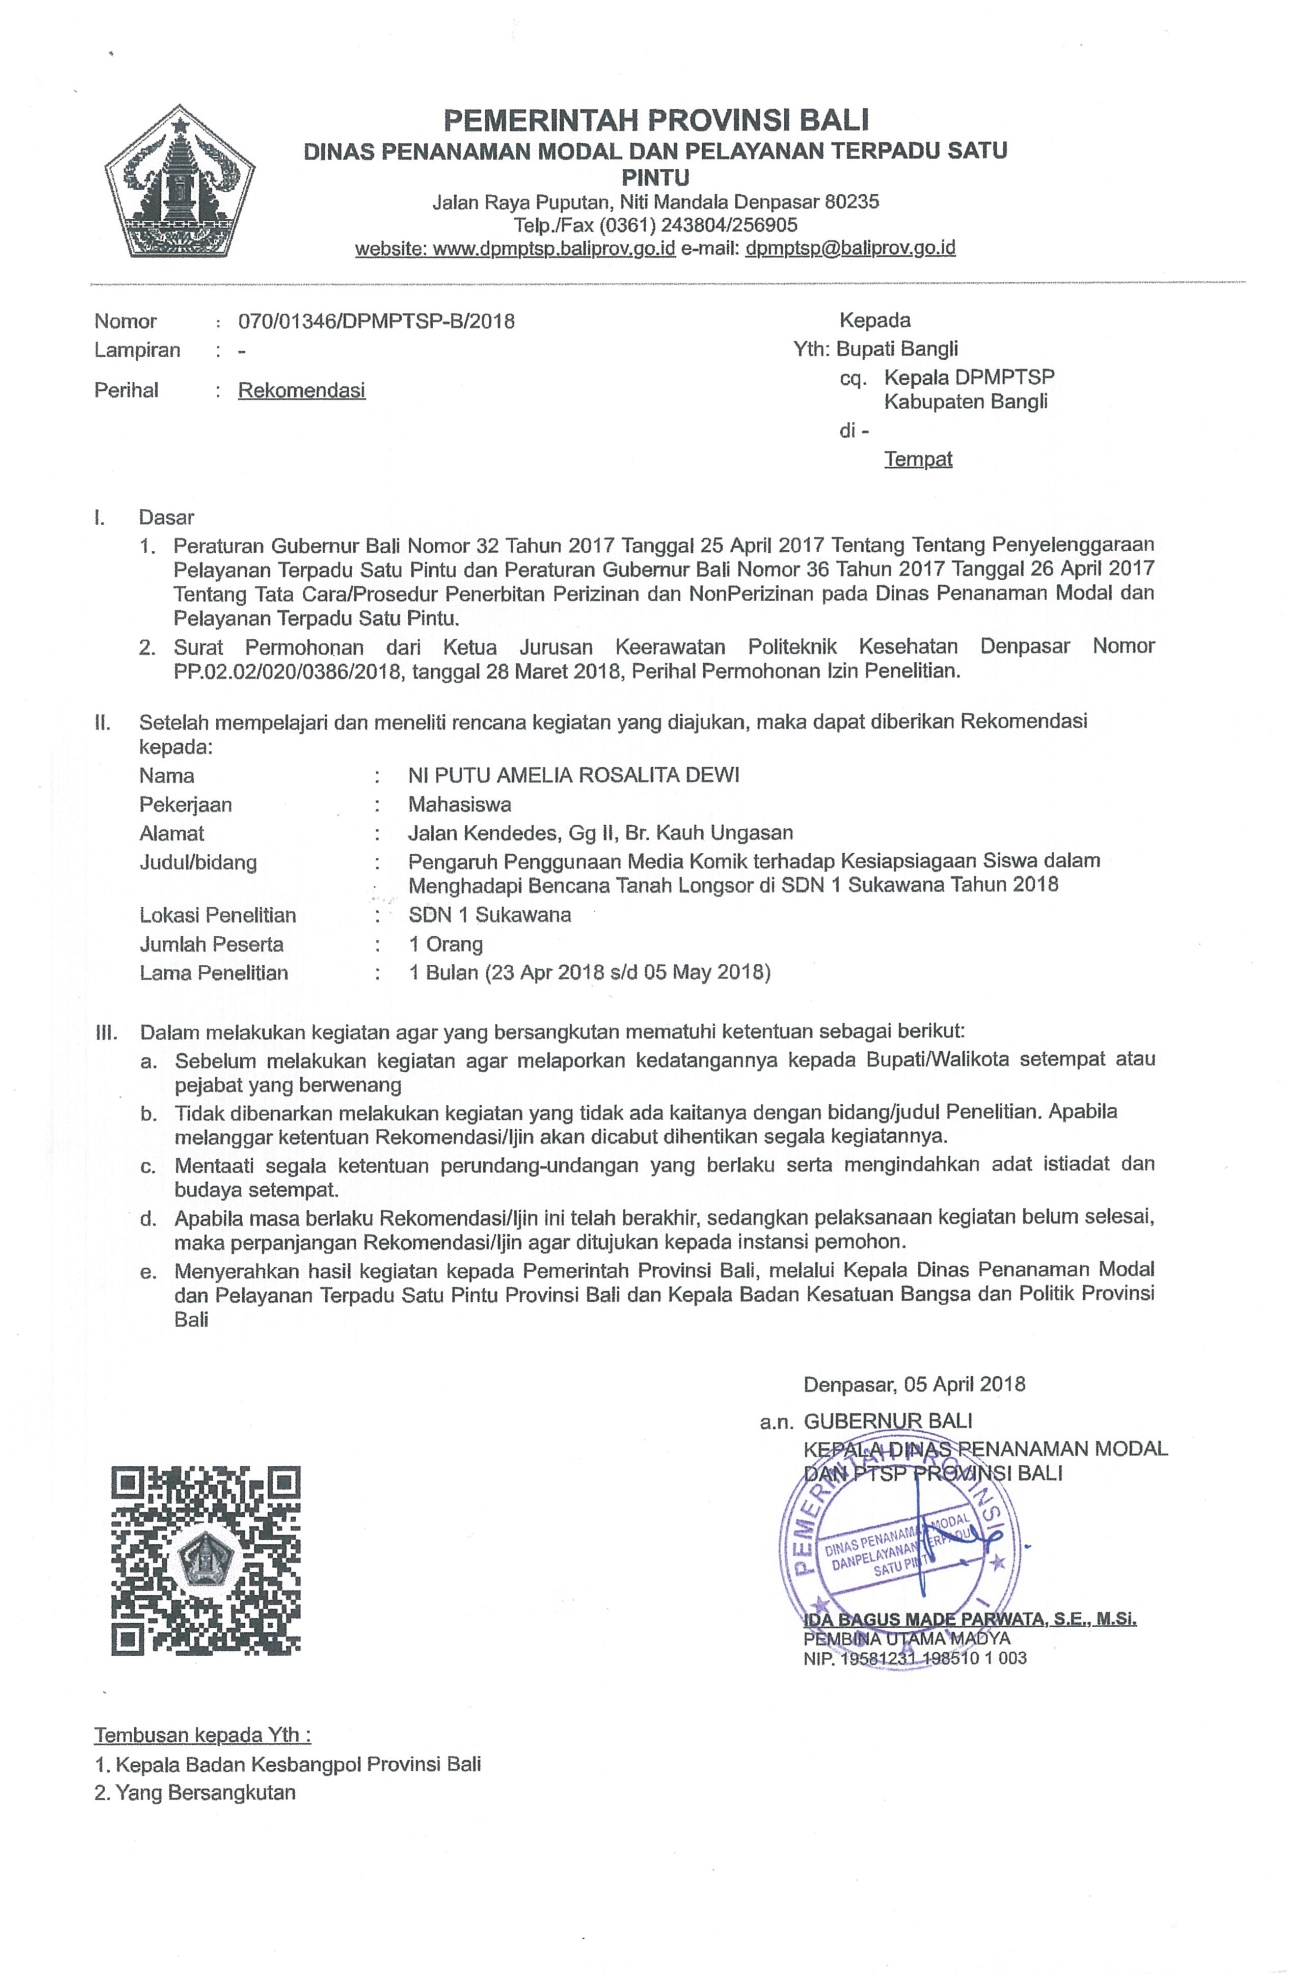 PEMERINTAH PROVINSI BALI
DINAS PENANAMAN MODAL DAN PELAYANAN TERPADU SATU
PINTU
Jalan Raya Puputan, Niti Mandala Denpasar 80235
Telp./Fax (0361) 243804/256905
website: www.dpmptsp.baliprov.go.id e-mail: dpmptsp@baliprov.go.id
Nomor : 070/01346/DPMPTSP-B/2018
Lampiran : -
Perihal : Rekomendasi
Kepada
Yth: Bupati Bangli
cq. Kepala DPMPTSP
Kabupaten Bangli
di -
Tempat
I. Dasar
1. Peraturan Gubernur Bali Nomor 32 Tahun 2017 Tanggal 25 April 2017 Tentang Tentang Penyelenggaraan
Pelayanan Terpadu Satu Pintu dan Peraturan Gubernur Bali Nomor 36 Tahun 2017 Tanggal 26 April 2017
Tentang Tata Cara/Prosedur Penerbitan Perizinan dan NonPerizinan pada Dinas Penanaman Modal dan
Pelayanan Terpadu Satu Pintu.
2. Surat Permohonan dari Ketua Jurusan Keerawatan Politeknik Kesehatan Denpasar Nomor
PP.02.02/020/0386/2018, tanggal 28 Maret 2018, Perihal Permohonan Izin Penelitian.
II. Setelah mempelajari dan meneliti rencana kegiatan yang diajukan, maka dapat diberikan Rekomendasi
kepada:
Nama : NI PUTU AMELIA ROSALITA DEWI
Pekerjaan : Mahasiswa
Alamat : Jalan Kendedes, Gg II, Br. Kauh Ungasan
Judul/bidang : Pengaruh Penggunaan Media Komik terhadap Kesiapsiagaan Siswa dalam
Menghadapi Bencana Tanah Longsor di SDN 1 Sukawana Tahun 2018
Lokasi Penelitian : SDN 1 Sukawana
Jumlah Peserta : 1 Orang
Lama Penelitian : 1 Bulan (23 Apr 2018 s/d 05 May 2018)
III. Dalam melakukan kegiatan agar yang bersangkutan mematuhi ketentuan sebagai berikut:
a. Sebelum melakukan kegiatan agar melaporkan kedatangannya kepada Bupati/Walikota setempat atau
pejabat yang berwenang
b. Tidak dibenarkan melakukan kegiatan yang tidak ada kaitanya dengan bidang/judul Penelitian. Apabila
melanggar ketentuan Rekomendasi/Ijin akan dicabut dihentikan segala kegiatannya.
c. Mentaati segala ketentuan perundang-undangan yang berlaku serta mengindahkan adat istiadat dan
budaya setempat.
d. Apabila masa berlaku Rekomendasi/Ijin ini telah berakhir, sedangkan pelaksanaan kegiatan belum selesai,
maka perpanjangan Rekomendasi/Ijin agar ditujukan kepada instansi pemohon.
e. Menyerahkan hasil kegiatan kepada Pemerintah Provinsi Bali, melalui Kepala Dinas Penanaman Modal
dan Pelayanan Terpadu Satu Pintu Provinsi Bali dan Kepala Badan Kesatuan Bangsa dan Politik Provinsi
Bali
Denpasar, 05 April 2018
a.n. GUBERNUR BALI
KEPALA DINAS PENANAMAN MODAL
DAN PTSP PROVINSI BALI
PEMERINTAH PROVINSI
DINAS PENANAMAN MODAL
DANPELAYANAN TERPADU
SATU PINTU
BALI
IDA BAGUS MADE PARWATA, S.E., M.Si.
PEMBINA UTAMA MADYA
NIP. 19581231 198510 1 003
Tembusan kepada Yth :
1. Kepala Badan Kesbangpol Provinsi Bali
2. Yang Bersangkutan